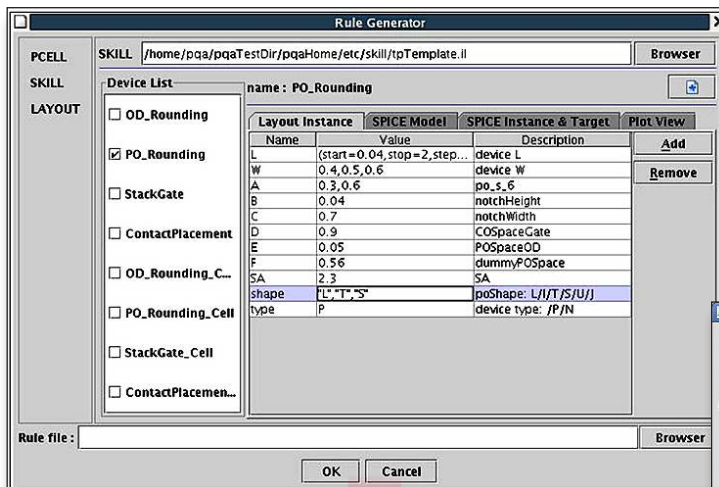 Rule Generator
PCELL
SKILL
LAYOUT
SKILL /home/pqa/pqaTestDir/pqaHome/etc/skill/tpTemplate.il Browser
Device List
OD_Rounding
PO_Rounding
StackGate
ContactPlacement
OD_Rounding_C...
PO_Rounding_Cell
StackGate_Cell
ContactPlacemen...
name : PO_Rounding
Layout Instance SPICE Model SPICE Instance & Target Plot View
Name Value Description
L (start=0.04,stop=2,step... device L
W 0.4,0.5,0.6 device W
A 0.3,0.6 po_s_6
B 0.04 notchHeight
C 0.7 notchWidth
D 0.9 COSpaceGate
E 0.05 POSpaceOD
F 0.56 dummyPOSpace
SA 2.3 SA
shape "L","T","S" poShape: L/I/T/S/U/J
type P device type: /P/N
Add
Remove
Rule file : Browser
OK Cancel